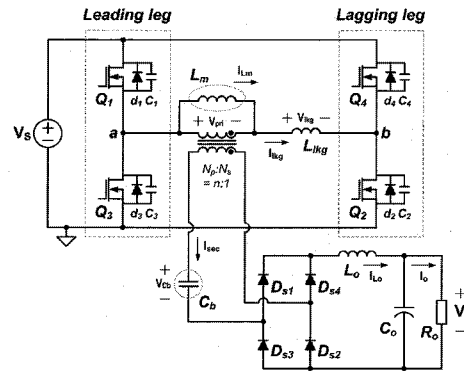 Leading leg
Lagging leg
Lm
iLm
Q1
d1 C1
Q4
d4 C4
VS
a
+ Vpri −
+ Vlkg −
b
ilkg
Llkg
Np:Ns
= n:1
Q3
d3 C3
Q2
d2 C2
Isec
+
VCb
−
Cb
Ds1
Ds4
Lo
iLo
Io
Ds3
Ds2
Co
Ro
+
V
−